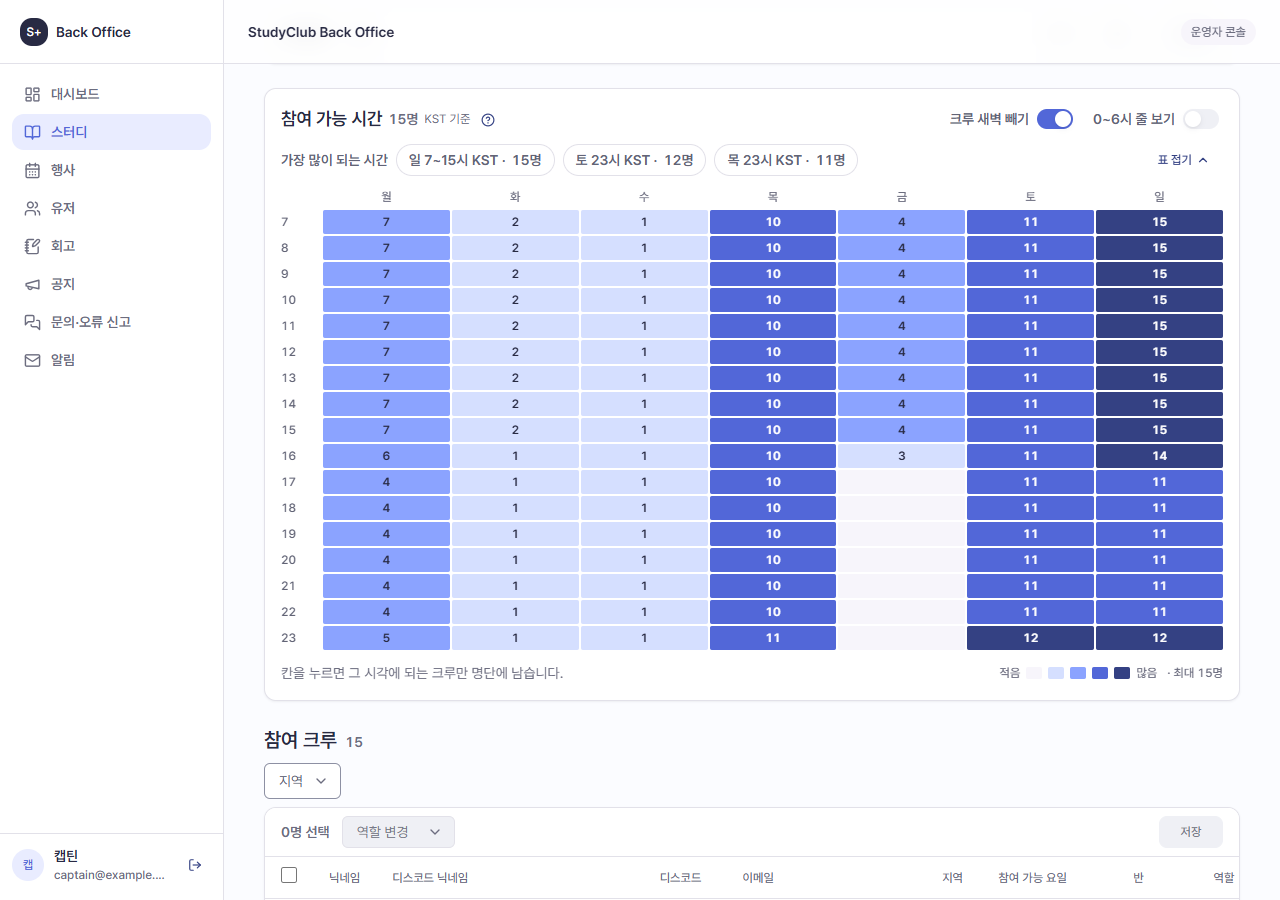 S+ Back Office
StudyClub Back Office
운영자 콘솔
대시보드
스터디
행사
유저
회고
공지
문의·오류 신고
알림
캡
캡틴
captain@example....
참여 가능 시간 15명 KST 기준 ?
크루 새벽 빼기
0~6시 줄 보기
가장 많이 되는 시간
일 7~15시 KST · 15명
토 23시 KST · 12명
목 23시 KST · 11명
표 접기
월 화 수 목 금 토 일
7 7 2 1 10 4 11 15
8 7 2 1 10 4 11 15
9 7 2 1 10 4 11 15
10 7 2 1 10 4 11 15
11 7 2 1 10 4 11 15
12 7 2 1 10 4 11 15
13 7 2 1 10 4 11 15
14 7 2 1 10 4 11 15
15 7 2 1 10 4 11 15
16 6 1 1 10 3 11 14
17 4 1 1 10 11 11
18 4 1 1 10 11 11
19 4 1 1 10 11 11
20 4 1 1 10 11 11
21 4 1 1 10 11 11
22 4 1 1 10 11 11
23 5 1 1 11 12 12
칸을 누르면 그 시각에 되는 크루만 명단에 남습니다.
적음 많음 · 최대 15명
참여 크루 15
지역
0명 선택 역할 변경 저장
닉네임 디스코드 닉네임 디스코드 이메일 지역 참여 가능 요일 반 역할